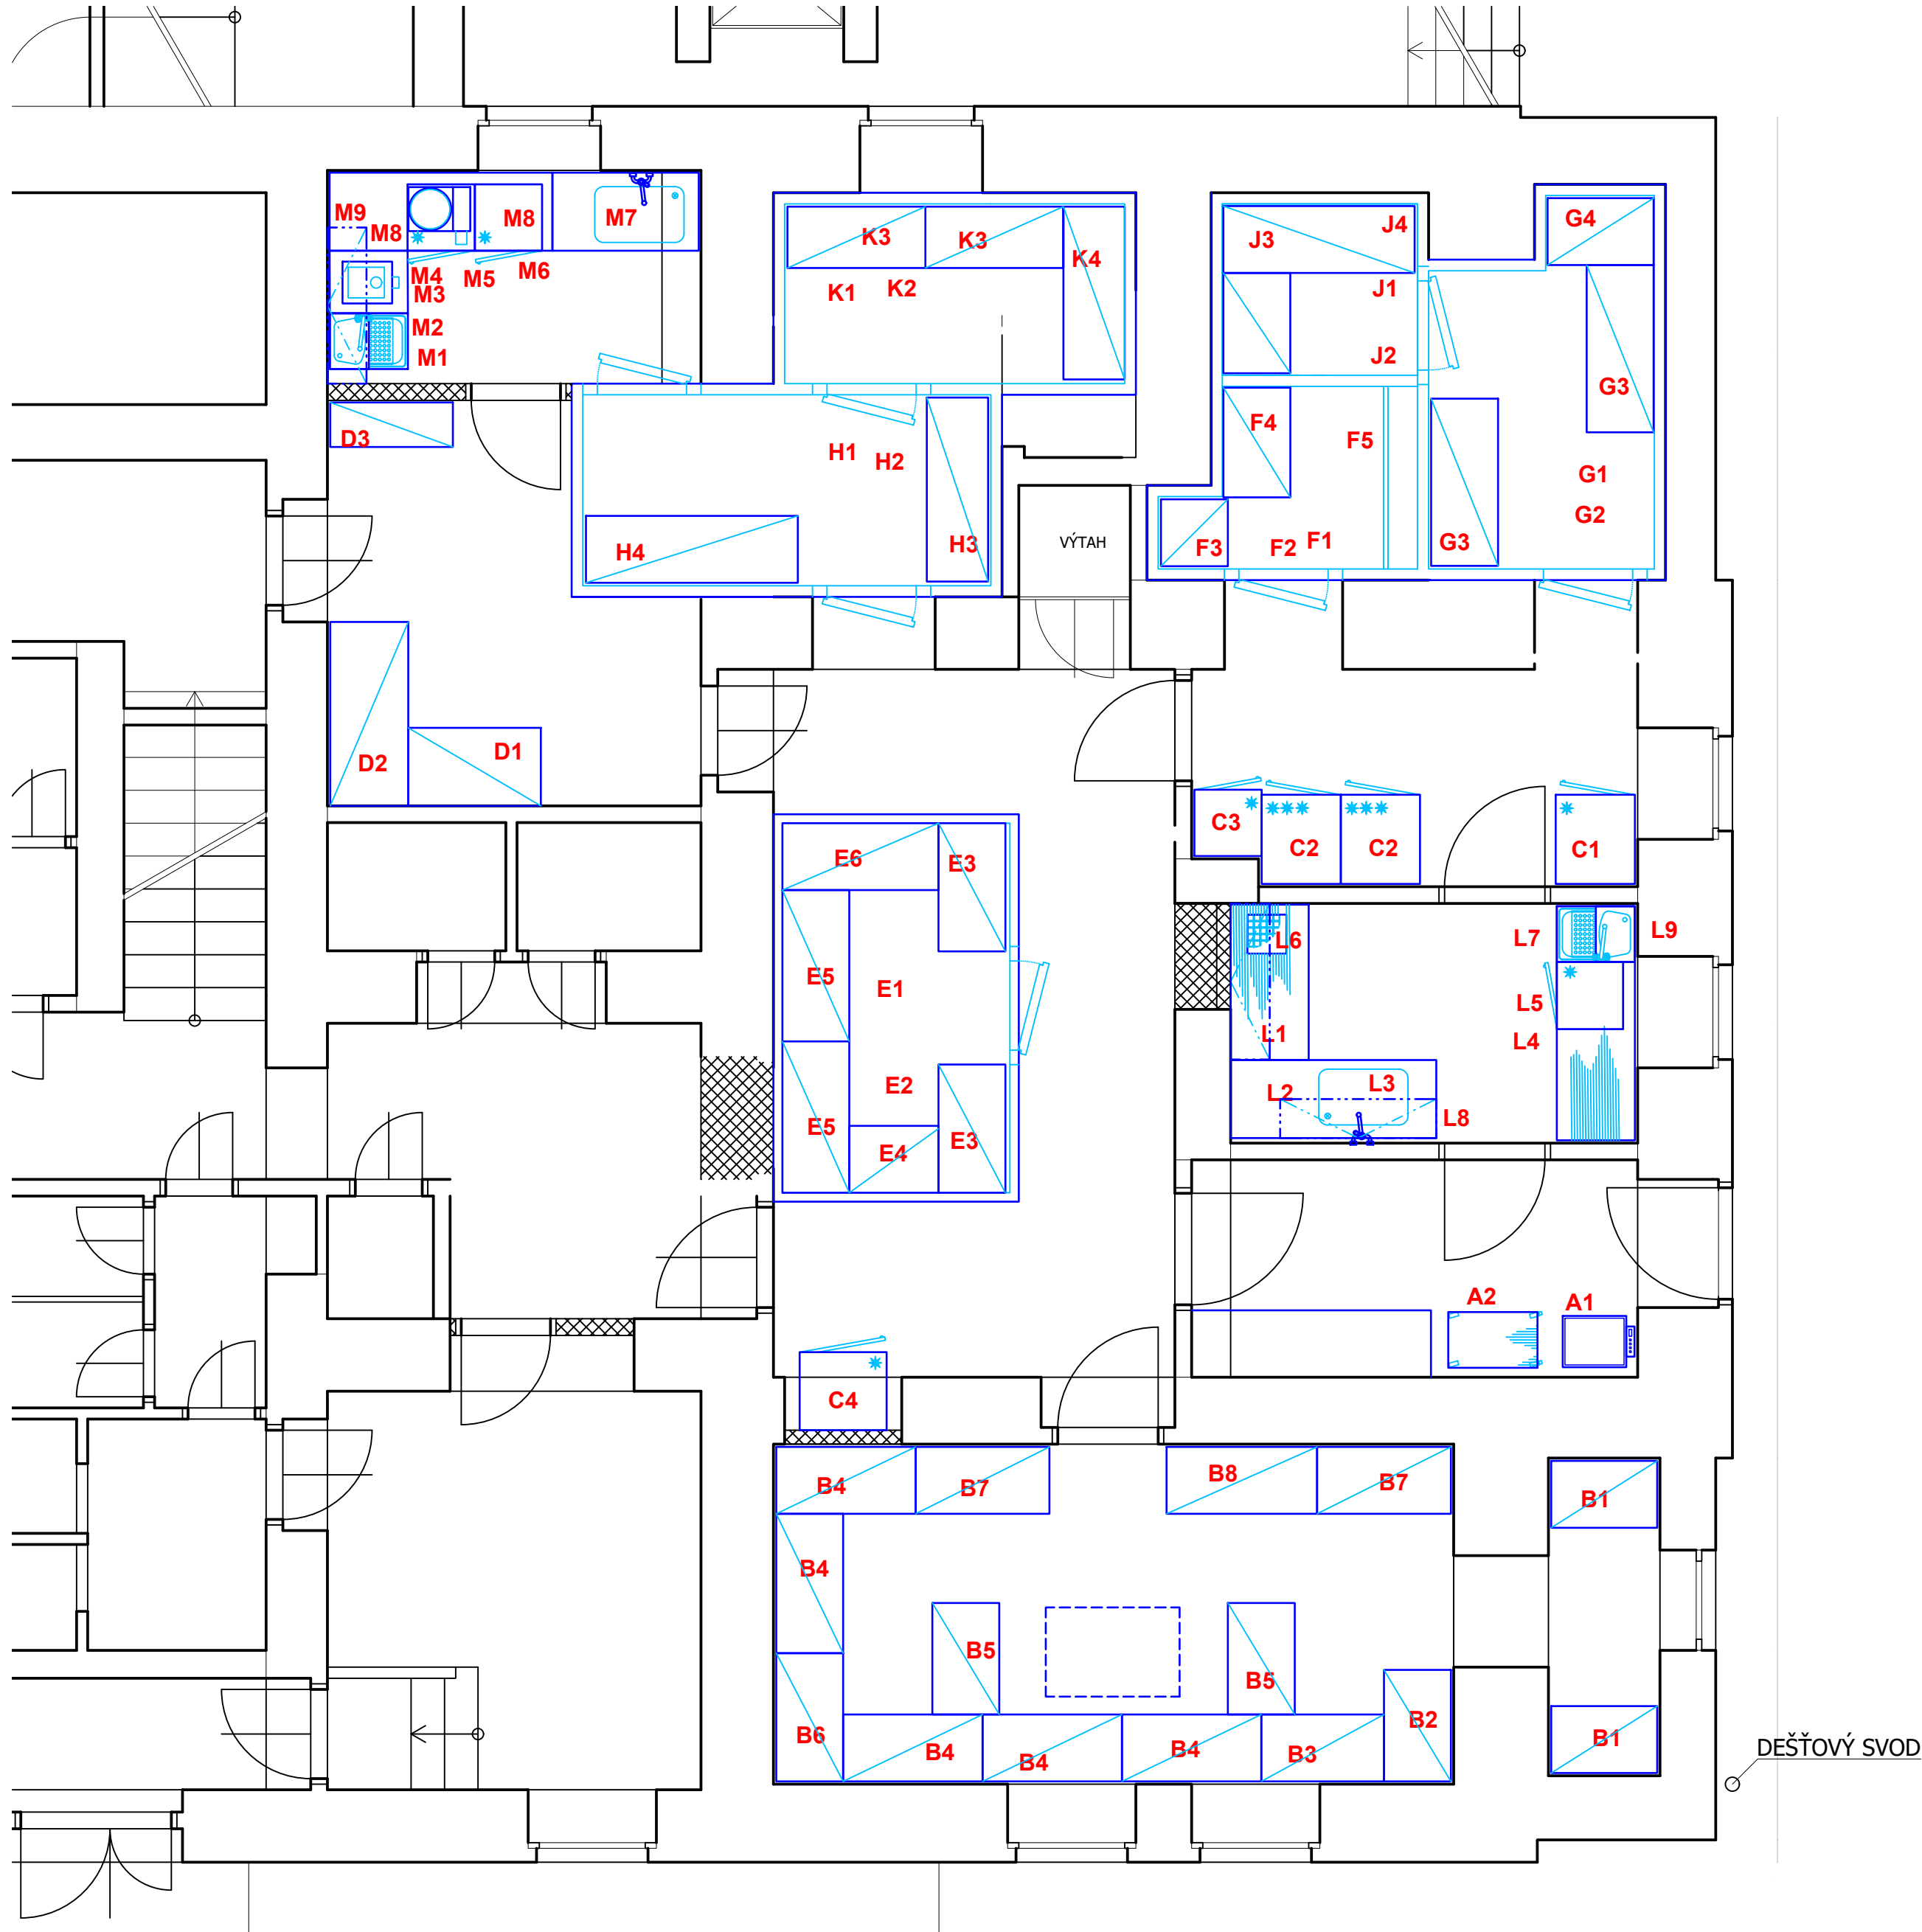 M9
M8
M8
M7
M4
M3
M5
M6
M2
M1
K3
K3
K4
K1
K2
J3
J4
J1
J2
G4
G3
G1
G2
G3
F4
F5
F3
F2
F1
D3
H1
H2
H4
H3
VÝTAH
D2
D1
E6
E3
E5
E1
E2
E5
E4
E3
C3
C2
C2
C1
L6
L7
L9
L5
L1
L4
L2
L3
L8
A2
A1
C4
B4
B7
B8
B7
B1
B4
B5
B5
B6
B4
B4
B4
B3
B2
B1
DEŠŤOVÝ SVOD